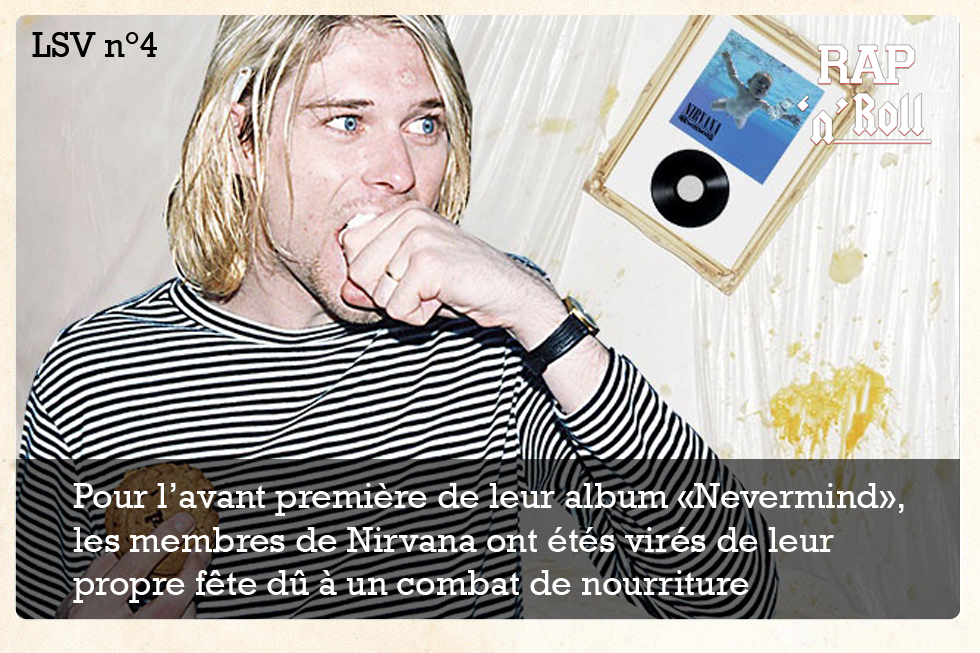 LSV n°4
RAP
'n' Roll
NIRVANA
Pour l’avant première de leur album «Nevermind»,
les membres de Nirvana ont étés virés de leur
propre fête dû à un combat de nourriture